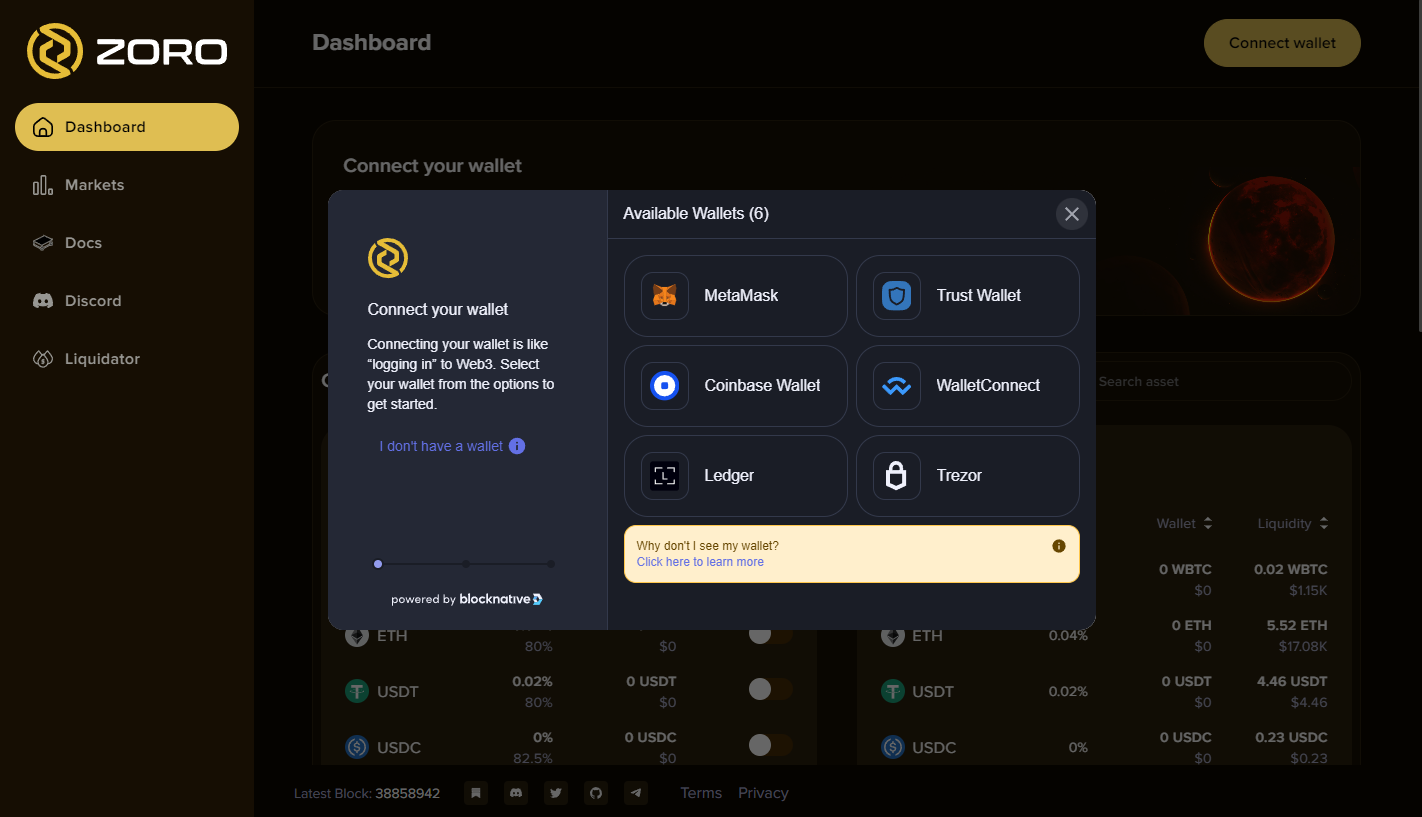 ZORO
Dashboard
Markets
Docs
Discord
Liquidator
Dashboard
Connect wallet
Connect your wallet
Connect your wallet
Connecting your wallet is like
“logging in” to Web3. Select
your wallet from the options to
get started.
I don't have a wallet
powered by blocknative
Available Wallets (6)
MetaMask
Trust Wallet
Coinbase Wallet
WalletConnect
Ledger
Trezor
Why don't I see my wallet?
Click here to learn more
Search asset
Wallet
Liquidity
0 WBTC
0.02 WBTC
$0
$1.15K
ETH
80%
$0
USDT
0.02%
0 USDT
80%
$0
USDC
0%
0 USDC
82.5%
$0
ETH
0.04%
0 ETH
5.52 ETH
$0
$17.08K
USDT
0.02%
0 USDT
4.46 USDT
$0
$4.46
USDC
0%
0 USDC
0.23 USDC
$0
$0.23
Latest Block: 38858942
Terms
Privacy